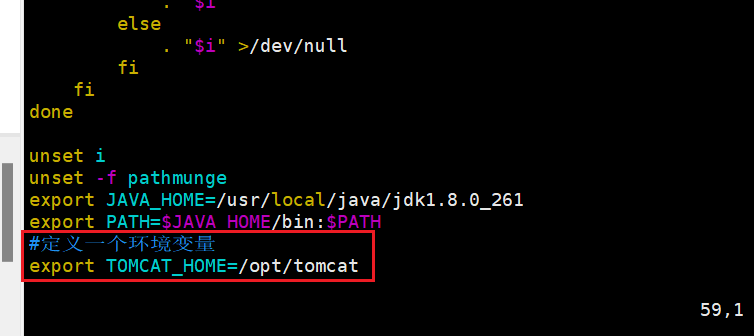 . "$i"
else
. "$i" >/dev/null
fi
fi
done
unset i
unset -f pathmunge
export JAVA_HOME=/usr/local/java/jdk1.8.0_261
export PATH=$JAVA_HOME/bin:$PATH
#定义一个环境变量
export TOMCAT_HOME=/opt/tomcat
59,1